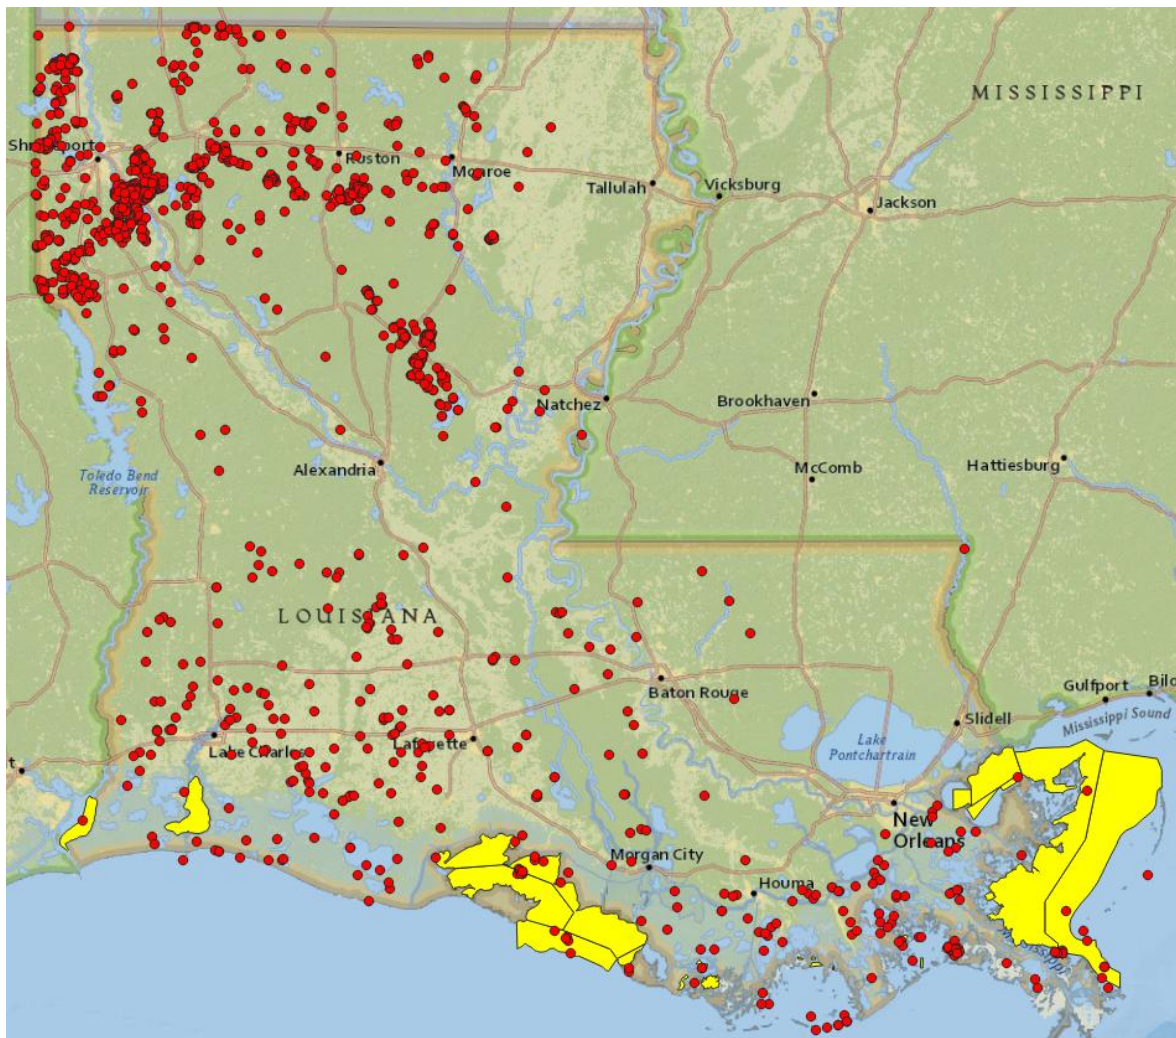 MISSISSIPPI
Ruston
Monroe
Tallulah
Vicksburg
Jackson
Natchez
Brookhaven
Alexandria
McComb
Hattiesburg
Toledo Bend
Reservoir
LOUISIANA
Baton Rouge
Gulfport
Slidell
Mississippi Sound
Lake Charles
Lafayette
Lake
Pontchartrain
New
Orleans
Morgan City
Houma
Mississippi